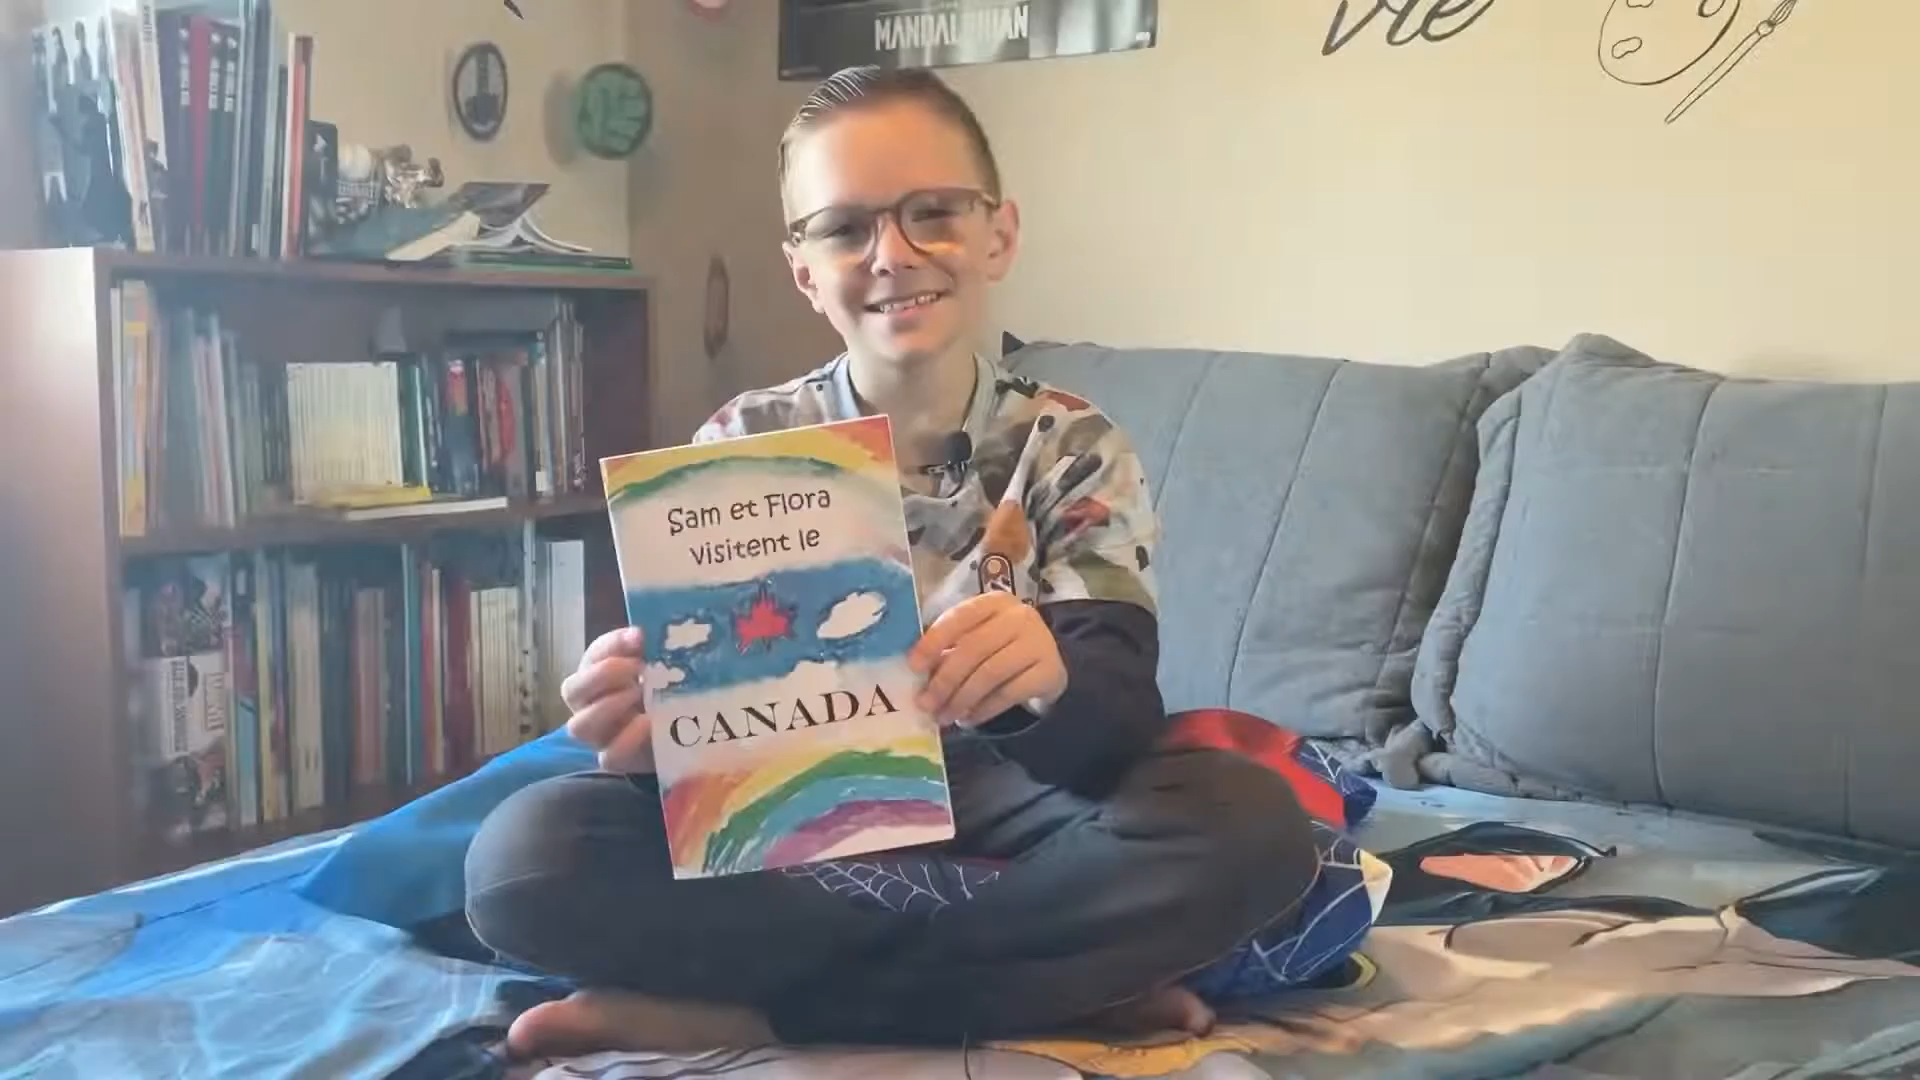 MANDALORIAN
vie
Sam et Flora
visitent le
CANADA